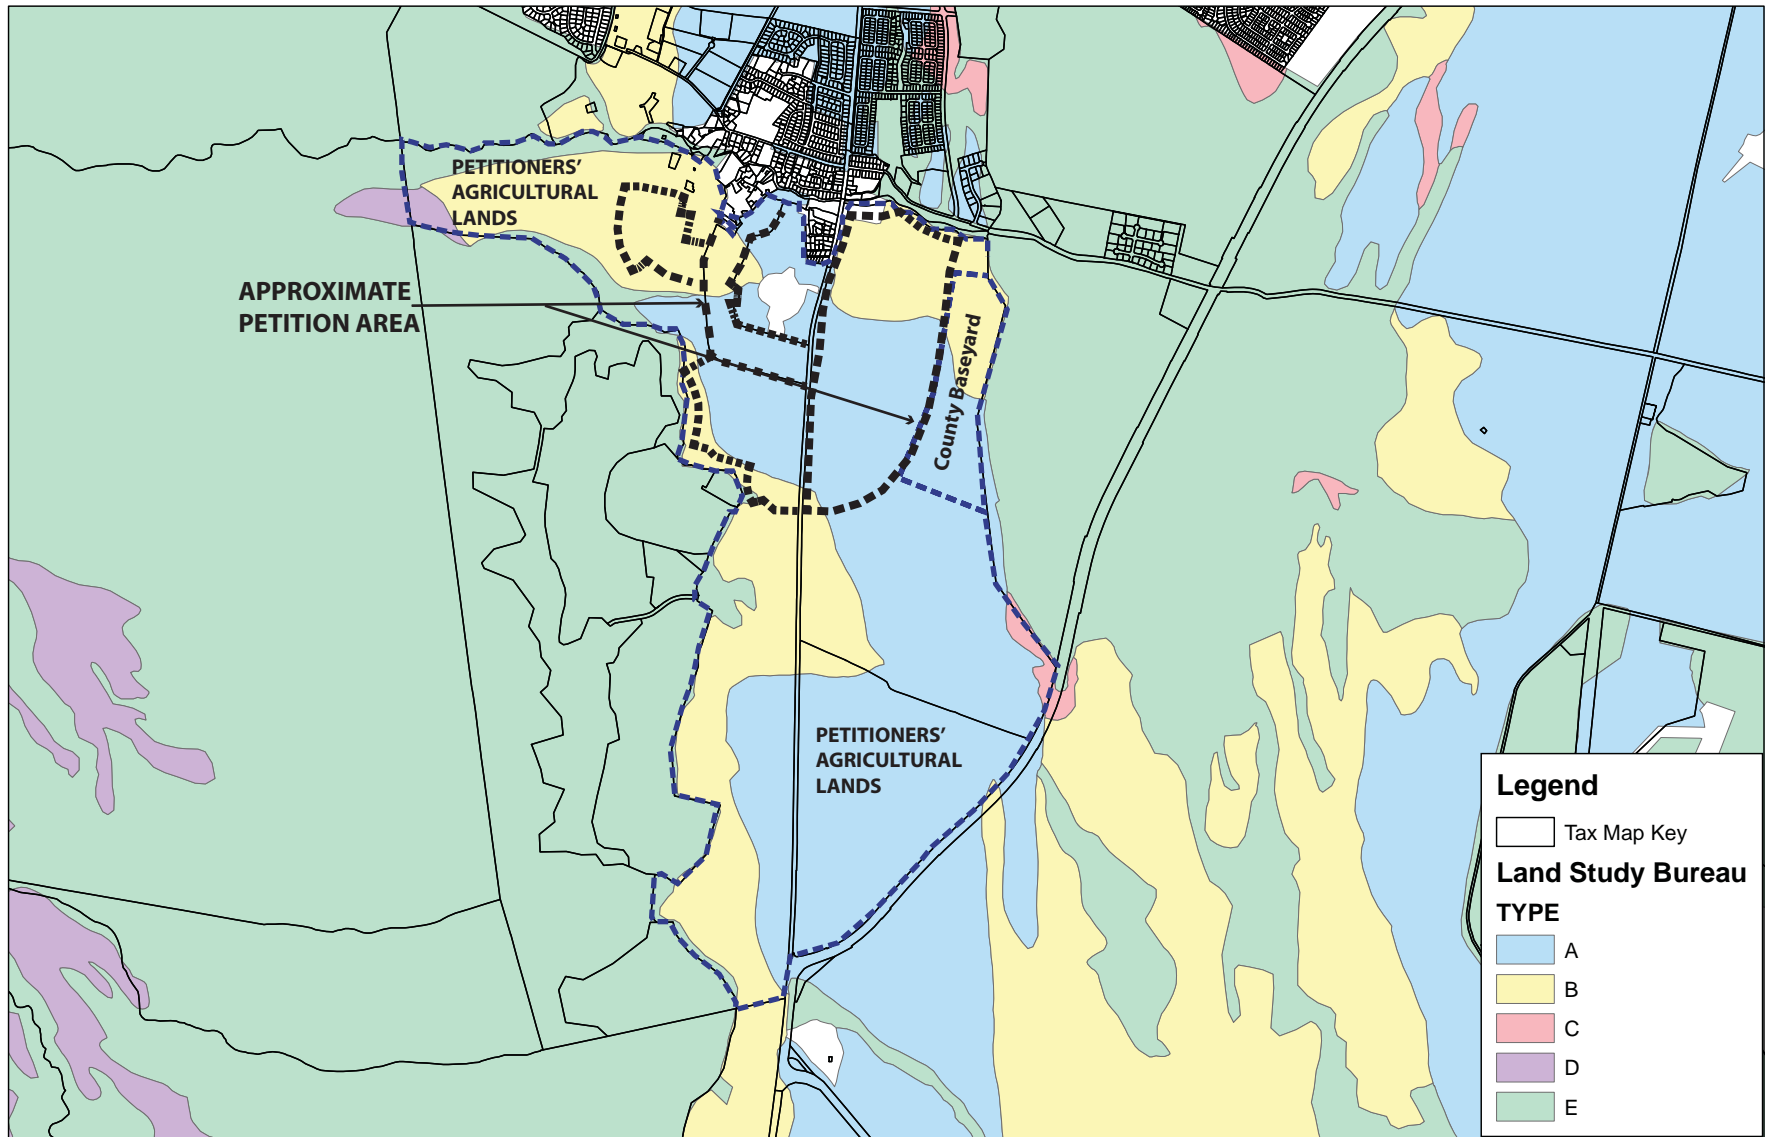 PETITIONERS’
AGRICULTURAL
LANDS
APPROXIMATE
PETITION AREA
County Baseyard
PETITIONERS’
AGRICULTURAL
LANDS
Legend
Tax Map Key
Land Study Bureau
TYPE
A
B
C
D
E